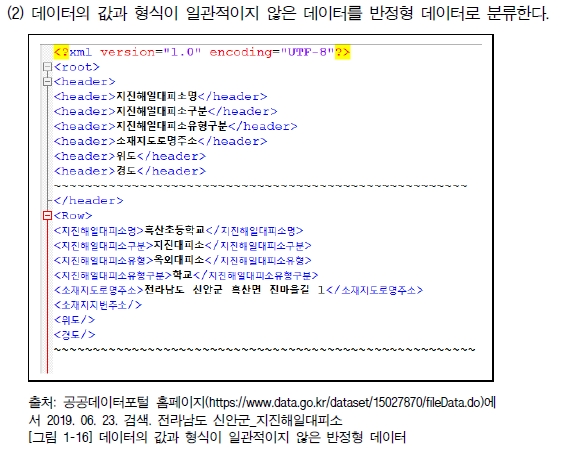 (2) 데이터의 값과 형식이 일관적이지 않은 데이터를 반정형 데이터로 분류한다.
<?xml version="1.0" encoding="UTF-8"?>
<root>
<header>
<header>지진해일대피소명</header>
<header>지진해일대피소구분</header>
<header>지진해일대피소유형구분</header>
<header>소재지도로명주소</header>
<header>위도</header>
<header>경도</header>
~~~~~~~~~~~~~~~~~~~~~~~~~~~~~~~~~~~~~~~~~~~~~~~~~~~~~
</header>
<Row>
<지진해일대피소명>흑산초등학교</지진해일대피소명>
<지진해일대피소구분>지진대피소</지진해일대피소구분>
<지진해일대피소유형>옥외대피소</지진해일대피소유형>
<지진해일대피소유형구분>학교</지진해일대피소유형구분>
<소재지도로명주소>전라남도 신안군 흑산면 진마을길 1</소재지도로명주소>
<소재지지번주소/>
<위도/>
<경도/>
~~~~~~~~~~~~~~~~~~~~~~~~~~~~~~~~~~~~~~~~~~~~~~~~~~~~~~
출처: 공공데이터포털 홈페이지(https://www.data.go.kr/dataset/15027870/fileData.do)에
서 2019. 06. 23. 검색. 전라남도 신안군_지진해일대피소
[그림 1-16] 데이터의 값과 형식이 일관적이지 않은 반정형 데이터